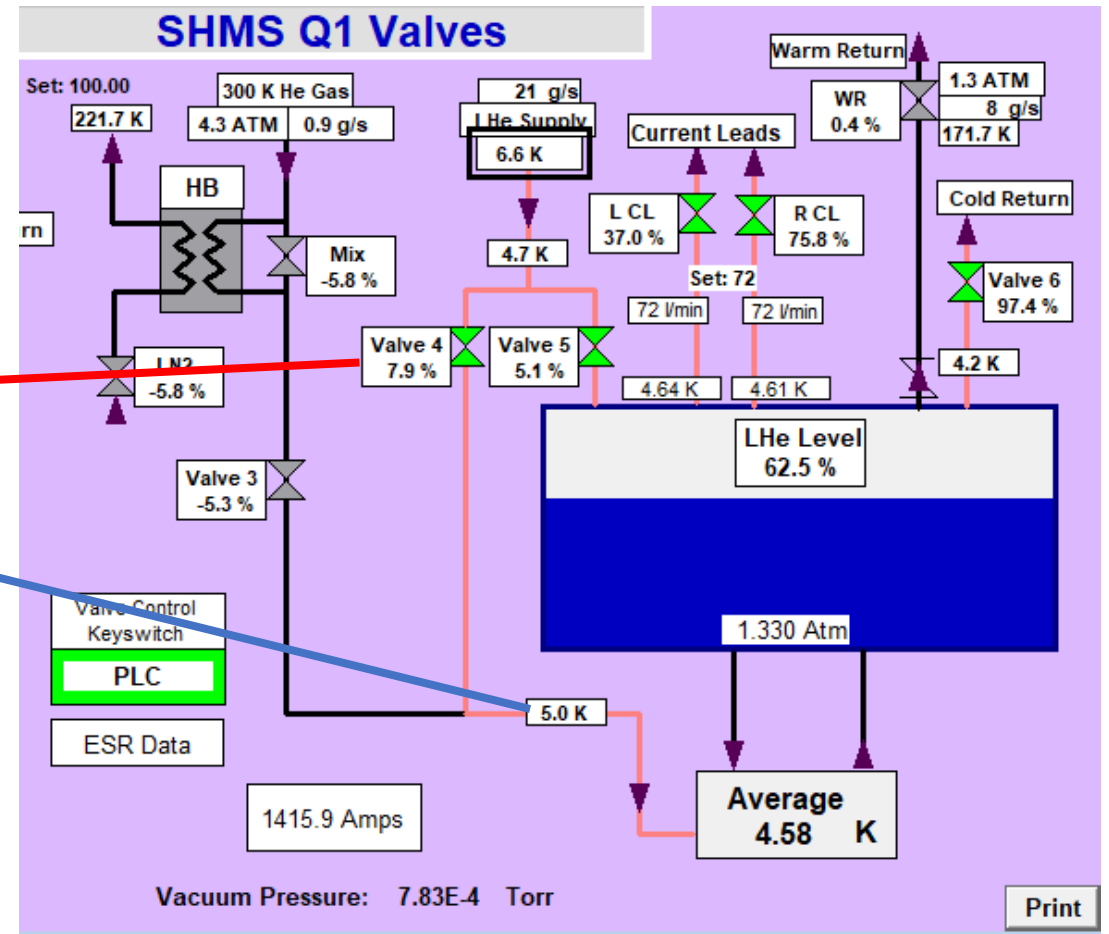 SHMS Q1 Valves
Set: 100.00
221.7 K
300 K He Gas
4.3 ATM 0.9 g/s
21 g/s
LHe Supply
6.6 K
Warm Return
WR
0.4 %
1.3 ATM
8 g/s
171.7 K
Current Leads
HB
rn
Mix
-5.8 %
4.7 K
L CL
37.0 %
R CL
75.8 %
Set: 72
72 l/min
72 l/min
Cold Return
Valve 6
97.4 %
LN2
-5.8 %
Valve 4
7.9 %
Valve 5
5.1 %
4.64 K
4.61 K
4.2 K
LHe Level
62.5 %
Valve 3
-5.3 %
Valve Control
Keyswitch
PLC
ESR Data
1.330 Atm
5.0 K
1415.9 Amps
Average
4.58 K
Vacuum Pressure: 7.83E-4 Torr
Print